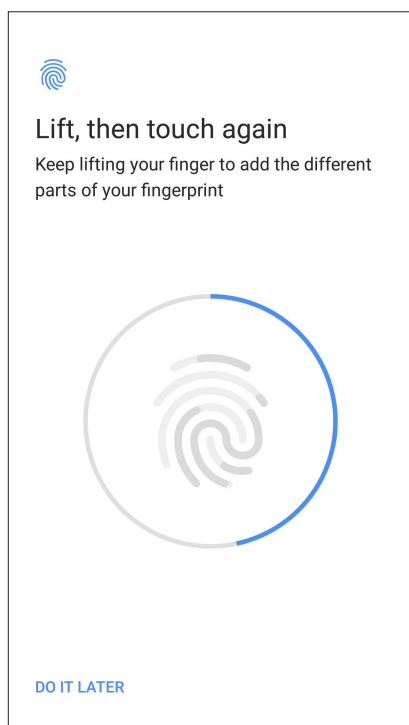 Lift, then touch again
Keep lifting your finger to add the different
parts of your fingerprint
DO IT LATER